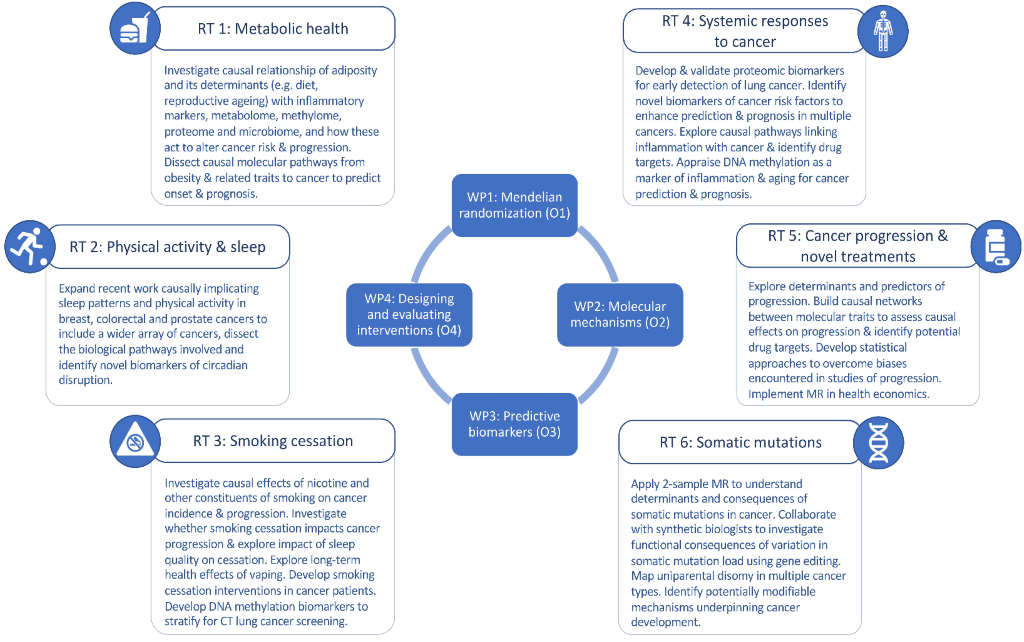 RT 1: Metabolic health
Investigate causal relationship of adiposity
and its determinants (e.g. diet,
reproductive ageing) with inflammatory
markers, metabolome, methylome,
proteome and microbiome, and how these
act to alter cancer risk & progression.
Dissect causal molecular pathways from
obesity & related traits to cancer to predict
onset & prognosis.
RT 2: Physical activity & sleep
Expand recent work causally implicating
sleep patterns and physical activity in
breast, colorectal and prostate cancers to
include a wider array of cancers, dissect
the biological pathways involved and
identify novel biomarkers of circadian
disruption.
RT 3: Smoking cessation
Investigate causal effects of nicotine and
other constituents of smoking on cancer
incidence & progression. Investigate
whether smoking cessation impacts cancer
progression & explore impact of sleep
quality on cessation. Explore long-term
health effects of vaping. Develop smoking
cessation interventions in cancer patients.
Develop DNA methylation biomarkers to
stratify for CT lung cancer screening.
WP1: Mendelian
randomization (O1)
WP4: Designing
and evaluating
interventions (O4)
WP2: Molecular
mechanisms (O2)
WP3: Predictive
biomarkers (O3)
RT 4: Systemic responses
to cancer
Develop & validate proteomic biomarkers
for early detection of lung cancer. Identify
novel biomarkers of cancer risk factors to
enhance prediction & prognosis in multiple
cancers. Explore causal pathways linking
inflammation with cancer & identify drug
targets. Appraise DNA methylation as a
marker of inflammation & aging for cancer
prediction & prognosis.
RT 5: Cancer progression &
novel treatments
Explore determinants and predictors of
progression. Build causal networks
between molecular traits to assess causal
effects on progression & identify potential
drug targets. Develop statistical
approaches to overcome biases
encountered in studies of progression.
Implement MR in health economics.
RT 6: Somatic mutations
Apply 2-sample MR to understand
determinants and consequences of
somatic mutations in cancer. Collaborate
with synthetic biologists to investigate
functional consequences of variation in
somatic mutation load using gene editing.
Map uniparental disomy in multiple cancer
types. Identify potentially modifiable
mechanisms underpinning cancer
development.